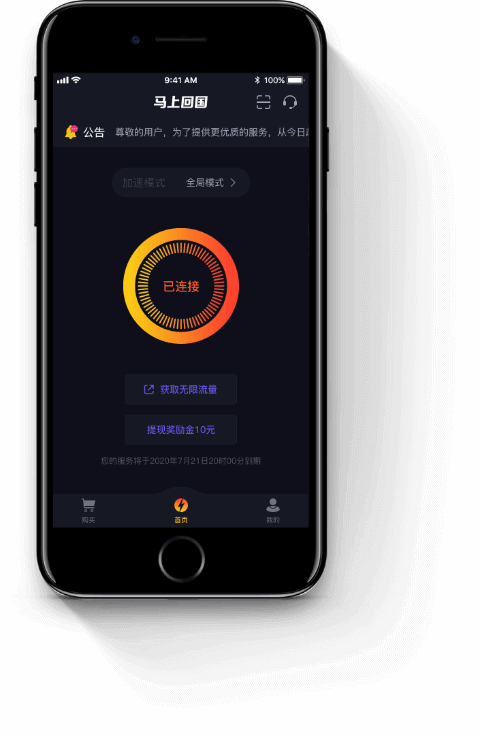 9:41 AM
100%
马上回国
公告 尊敬的用户，为了提供更优质的服务，从今日
加速模式 全局模式
已连接
获取无限流量
提现奖励金10元
您的服务将于2020年7月21日20时00分到期
购买 首页 我的